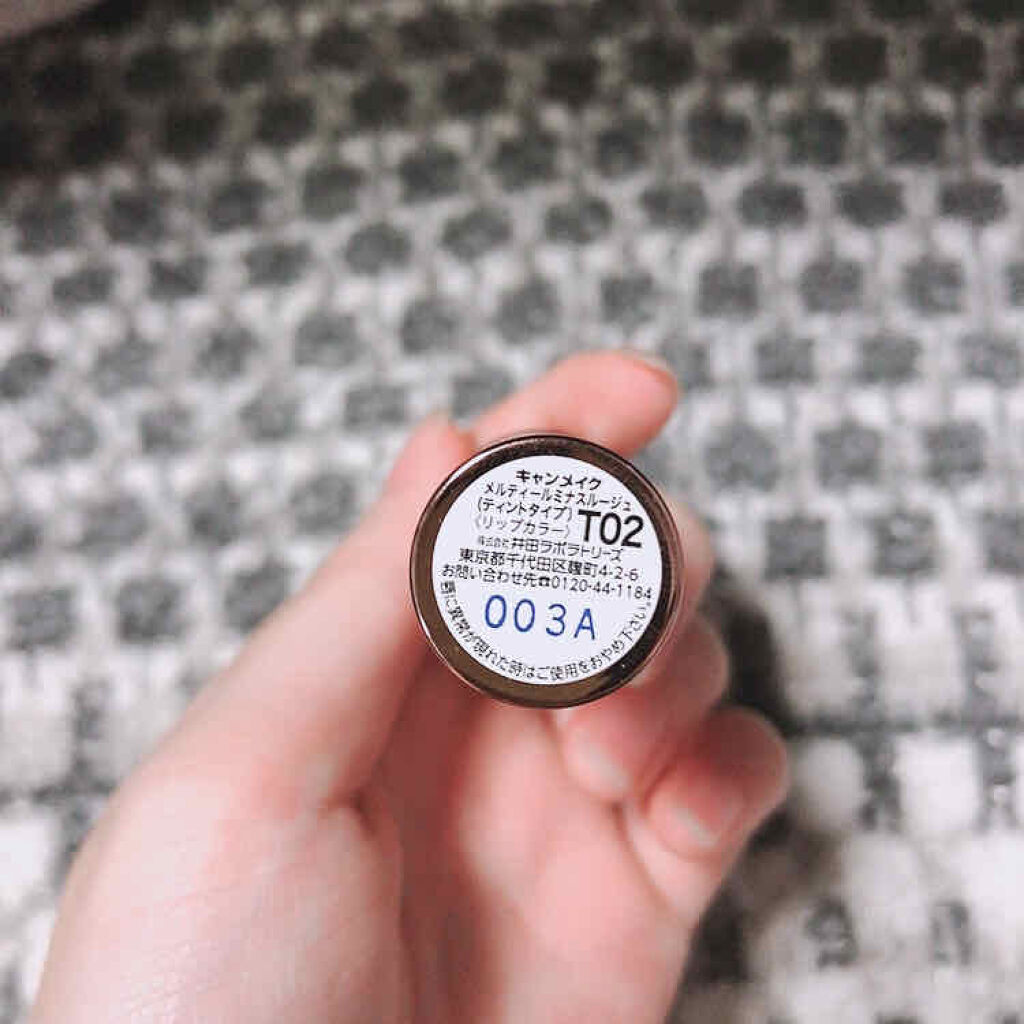 キャンメイク
メルティールミナスルージュ
(ティントタイプ)
〈リップカラー〉
T02
株式会社 井田ラボラトリーズ
東京都千代田区麹町4-2-6
お問い合わせ先☎0120-44-1184
003A
唇に異常が現れた時はご使用をおやめ下さい。